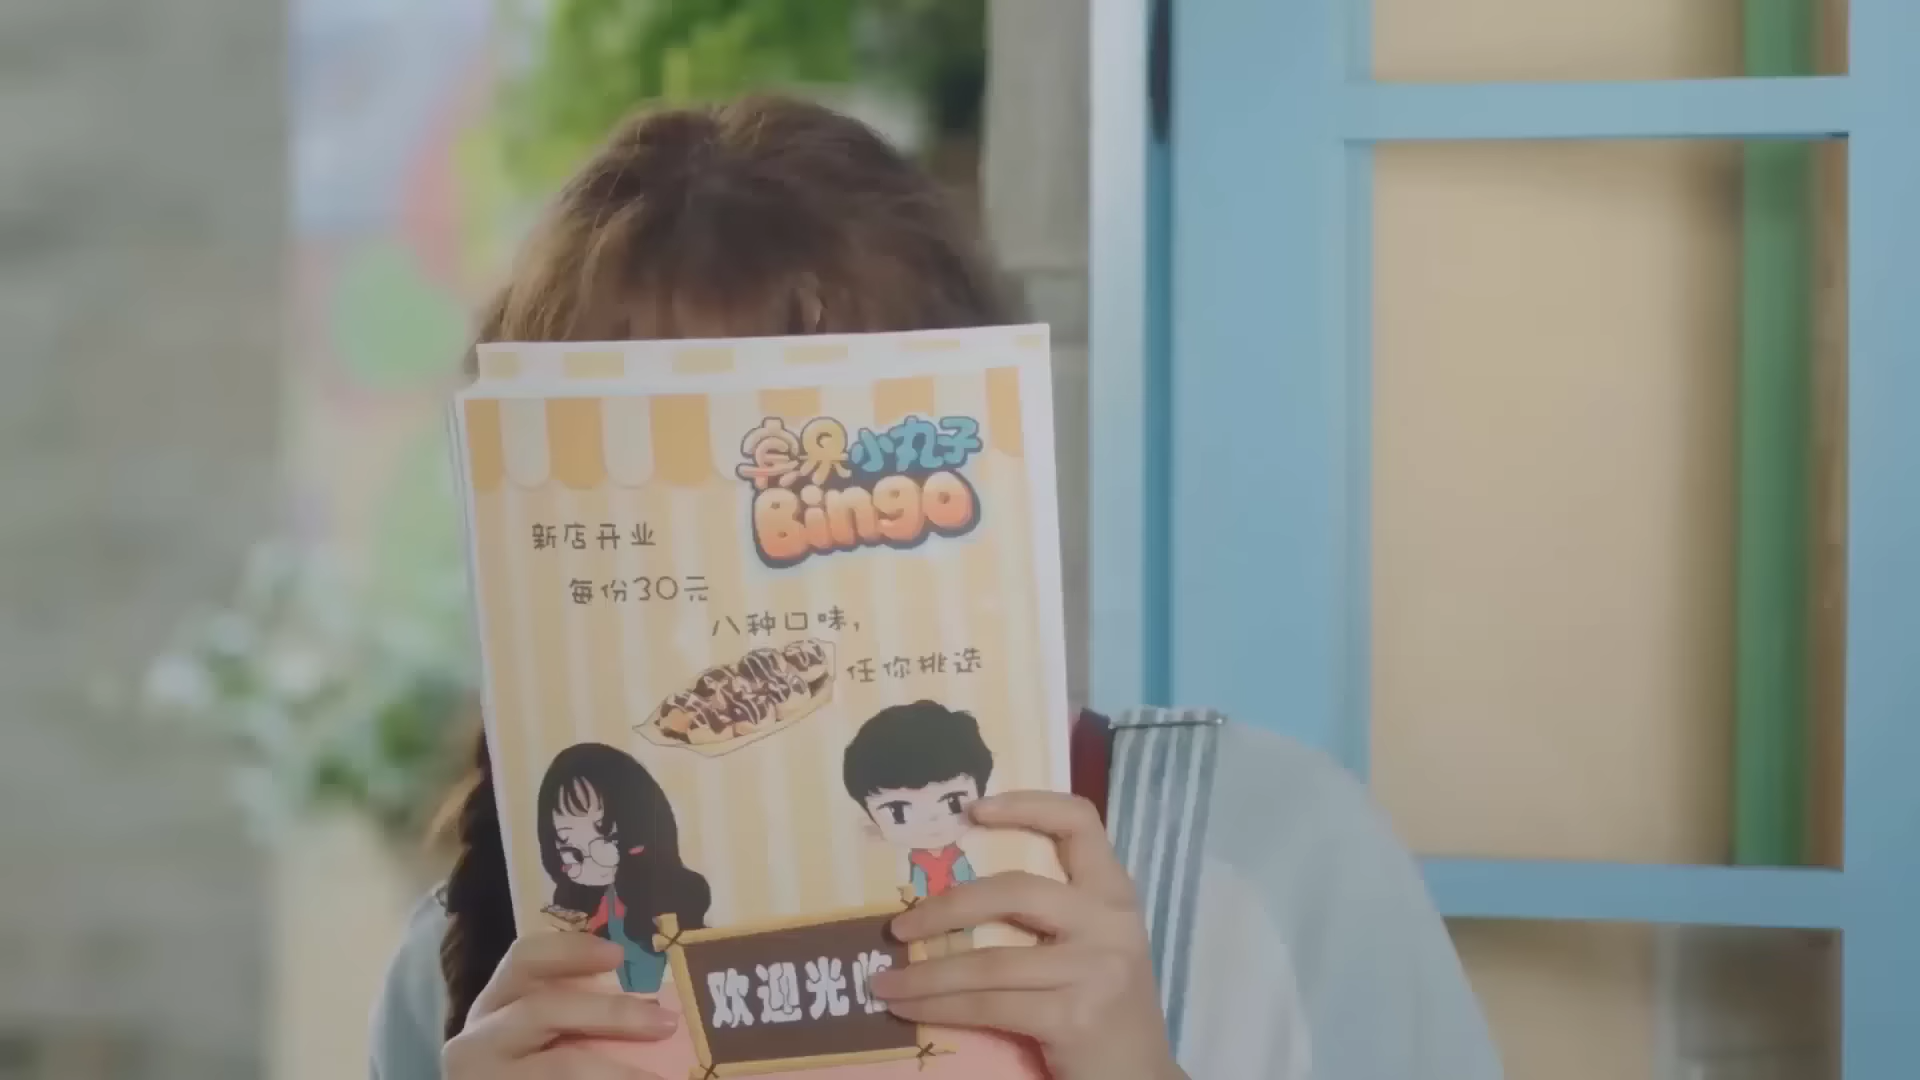 宾果小丸子
Bingo
新店开业
每份30元
八种口味，
任你挑选
欢迎光临